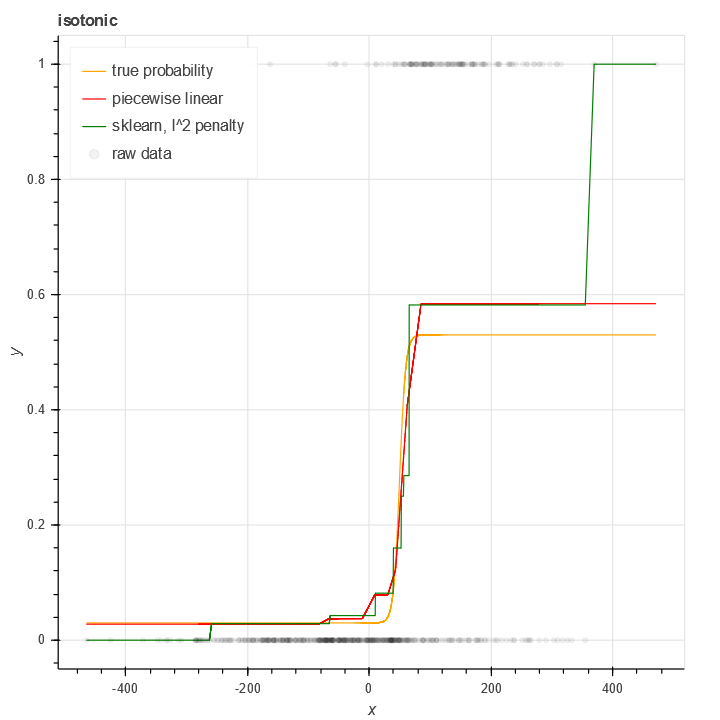 isotonic
true probability
piecewise linear
sklearn, l^2 penalty
raw data
1
0.8
0.6
0.4
0.2
0
y
-400
-200
0
200
400
x